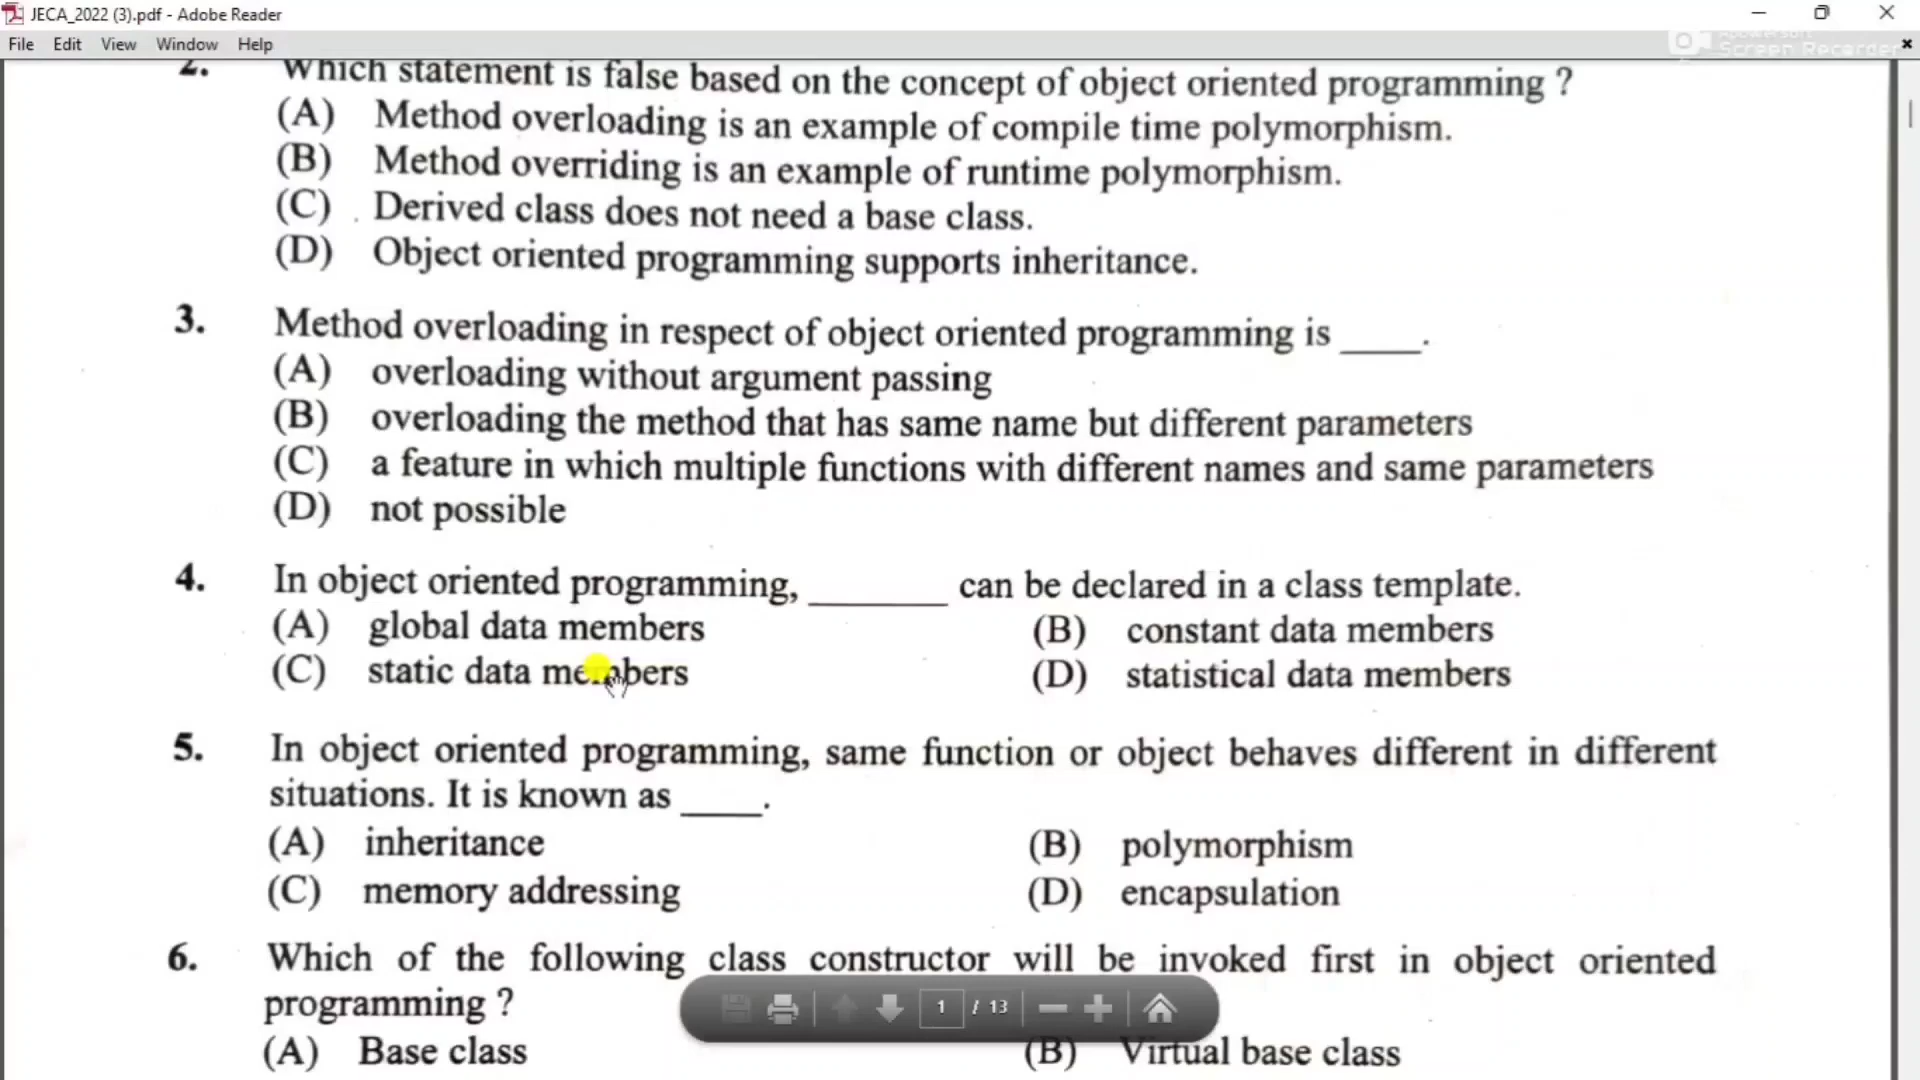 JECA_2022 (3).pdf - Adobe Reader
File Edit View Window Help
Apowersoft
Screen Recorder
2. Which statement is false based on the concept of object oriented programming ?
(A) Method overloading is an example of compile time polymorphism.
(B) Method overriding is an example of runtime polymorphism.
(C) . Derived class does not need a base class.
(D) Object oriented programming supports inheritance.
3. Method overloading in respect of object oriented programming is ____.
(A) overloading without argument passing
(B) overloading the method that has same name but different parameters
(C) a feature in which multiple functions with different names and same parameters
(D) not possible
4. In object oriented programming, _______ can be declared in a class template.
(A) global data members (B) constant data members
(C) static data members (D) statistical data members
5. In object oriented programming, same function or object behaves different in different
situations. It is known as ____.
(A) inheritance (B) polymorphism
(C) memory addressing (D) encapsulation
6. Which of the following class constructor will be invoked first in object oriented
programming ?
1 / 13
(A) Base class (B) Virtual base class